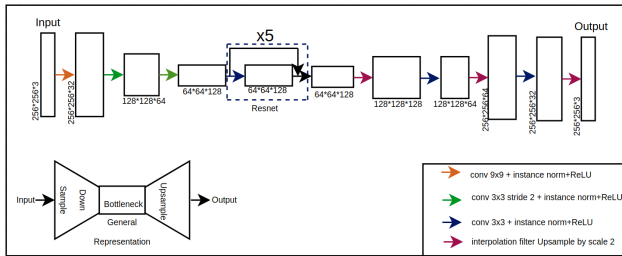 x5
Input
Output
256*256*3
256*256*32
128*128*64
64*64*128
64*64*128
Resnet
64*64*128
128*128*128
128*128*64
256*256*64
256*256*32
256*256*3
Input
Sample
Down
Bottleneck
Upsample
Output
General
Representation
conv 9x9 + instance norm+ReLU
conv 3x3 stride 2 + instance norm+ReLU
conv 3x3 + instance norm+ReLU
interpolation filter Upsample by scale 2